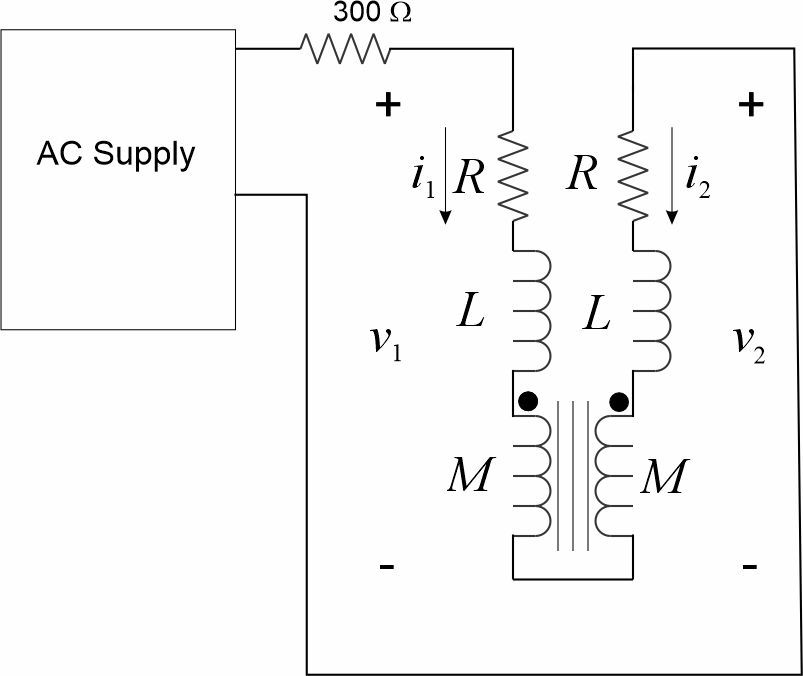 300 Ω
+ +
AC Supply
i₁ R R i₂
L L
v₁ v₂
M M
- -